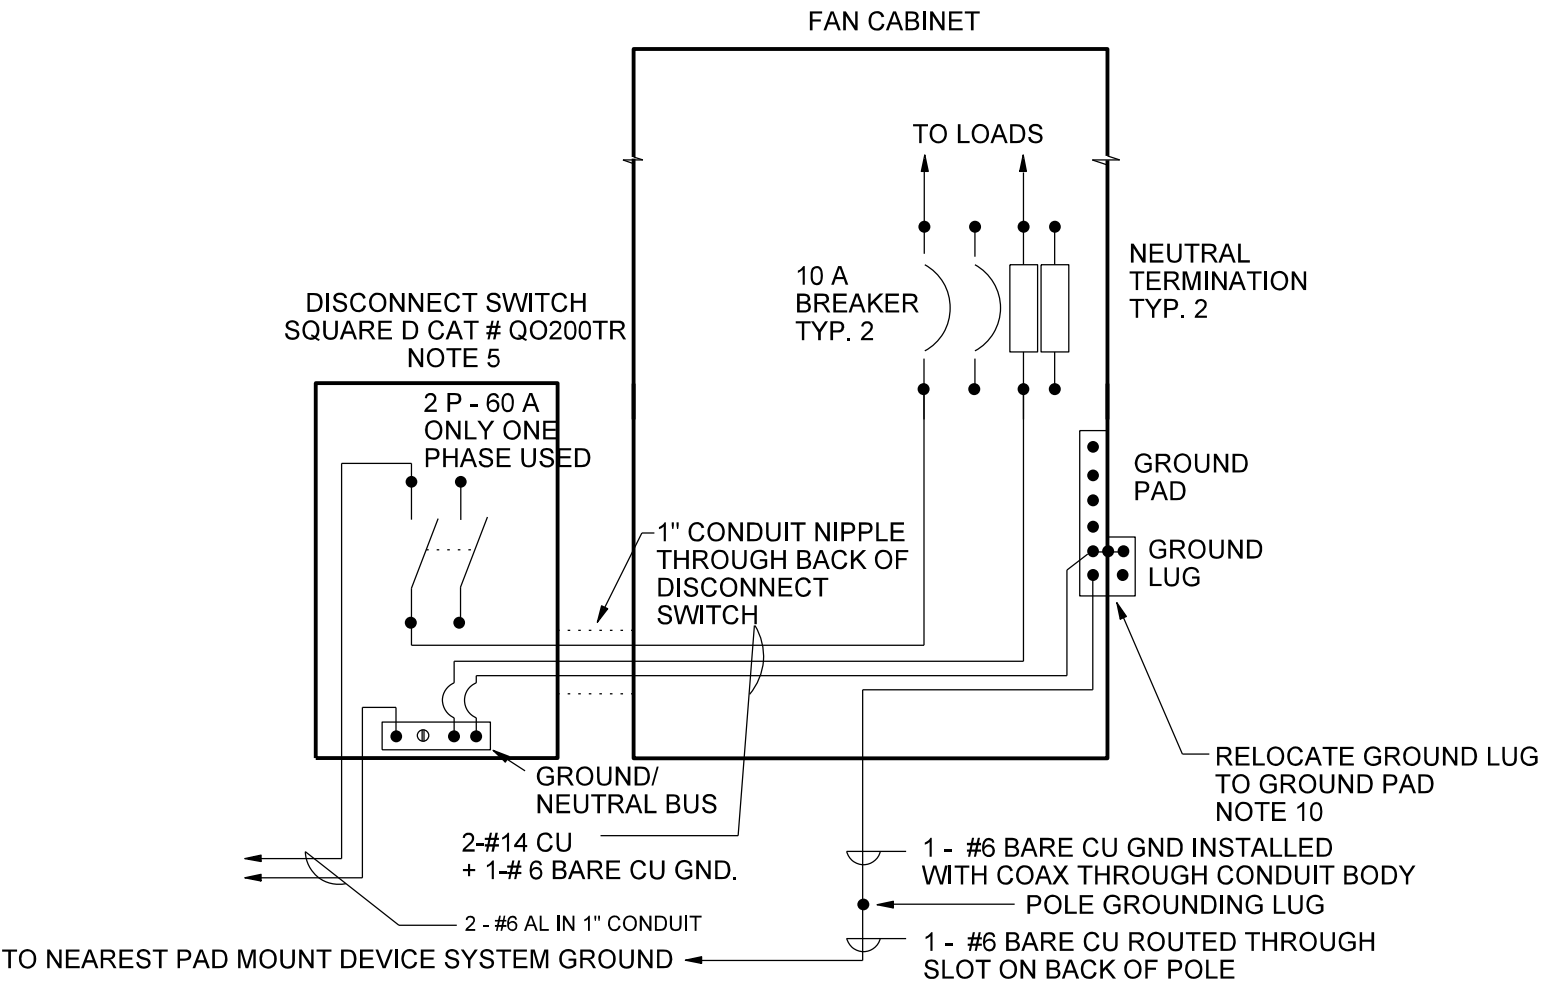 FAN CABINET
TO LOADS
10 A
BREAKER
TYP. 2
NEUTRAL
TERMINATION
TYP. 2
DISCONNECT SWITCH
SQUARE D CAT # QO200TR
NOTE 5
2 P - 60 A
ONLY ONE
PHASE USED
GROUND
PAD
GROUND
LUG
1" CONDUIT NIPPLE
THROUGH BACK OF
DISCONNECT
SWITCH
GROUND/
NEUTRAL BUS
RELOCATE GROUND LUG
TO GROUND PAD
NOTE 10
2-#14 CU
+ 1-# 6 BARE CU GND.
1 - #6 BARE CU GND INSTALLED
WITH COAX THROUGH CONDUIT BODY
POLE GROUNDING LUG
2 - #6 AL IN 1" CONDUIT
1 - #6 BARE CU ROUTED THROUGH
SLOT ON BACK OF POLE
TO NEAREST PAD MOUNT DEVICE SYSTEM GROUND